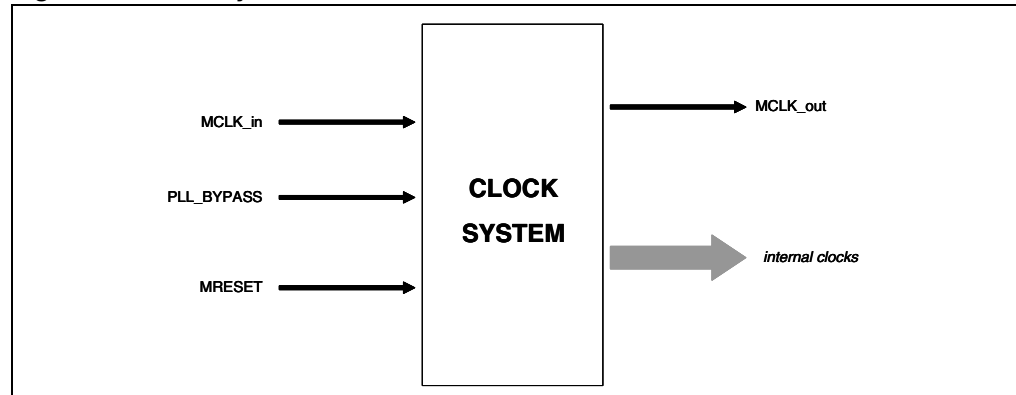 MCLK_in
PLL_BYPASS
MRESET
CLOCK
SYSTEM
MCLK_out
internal clocks